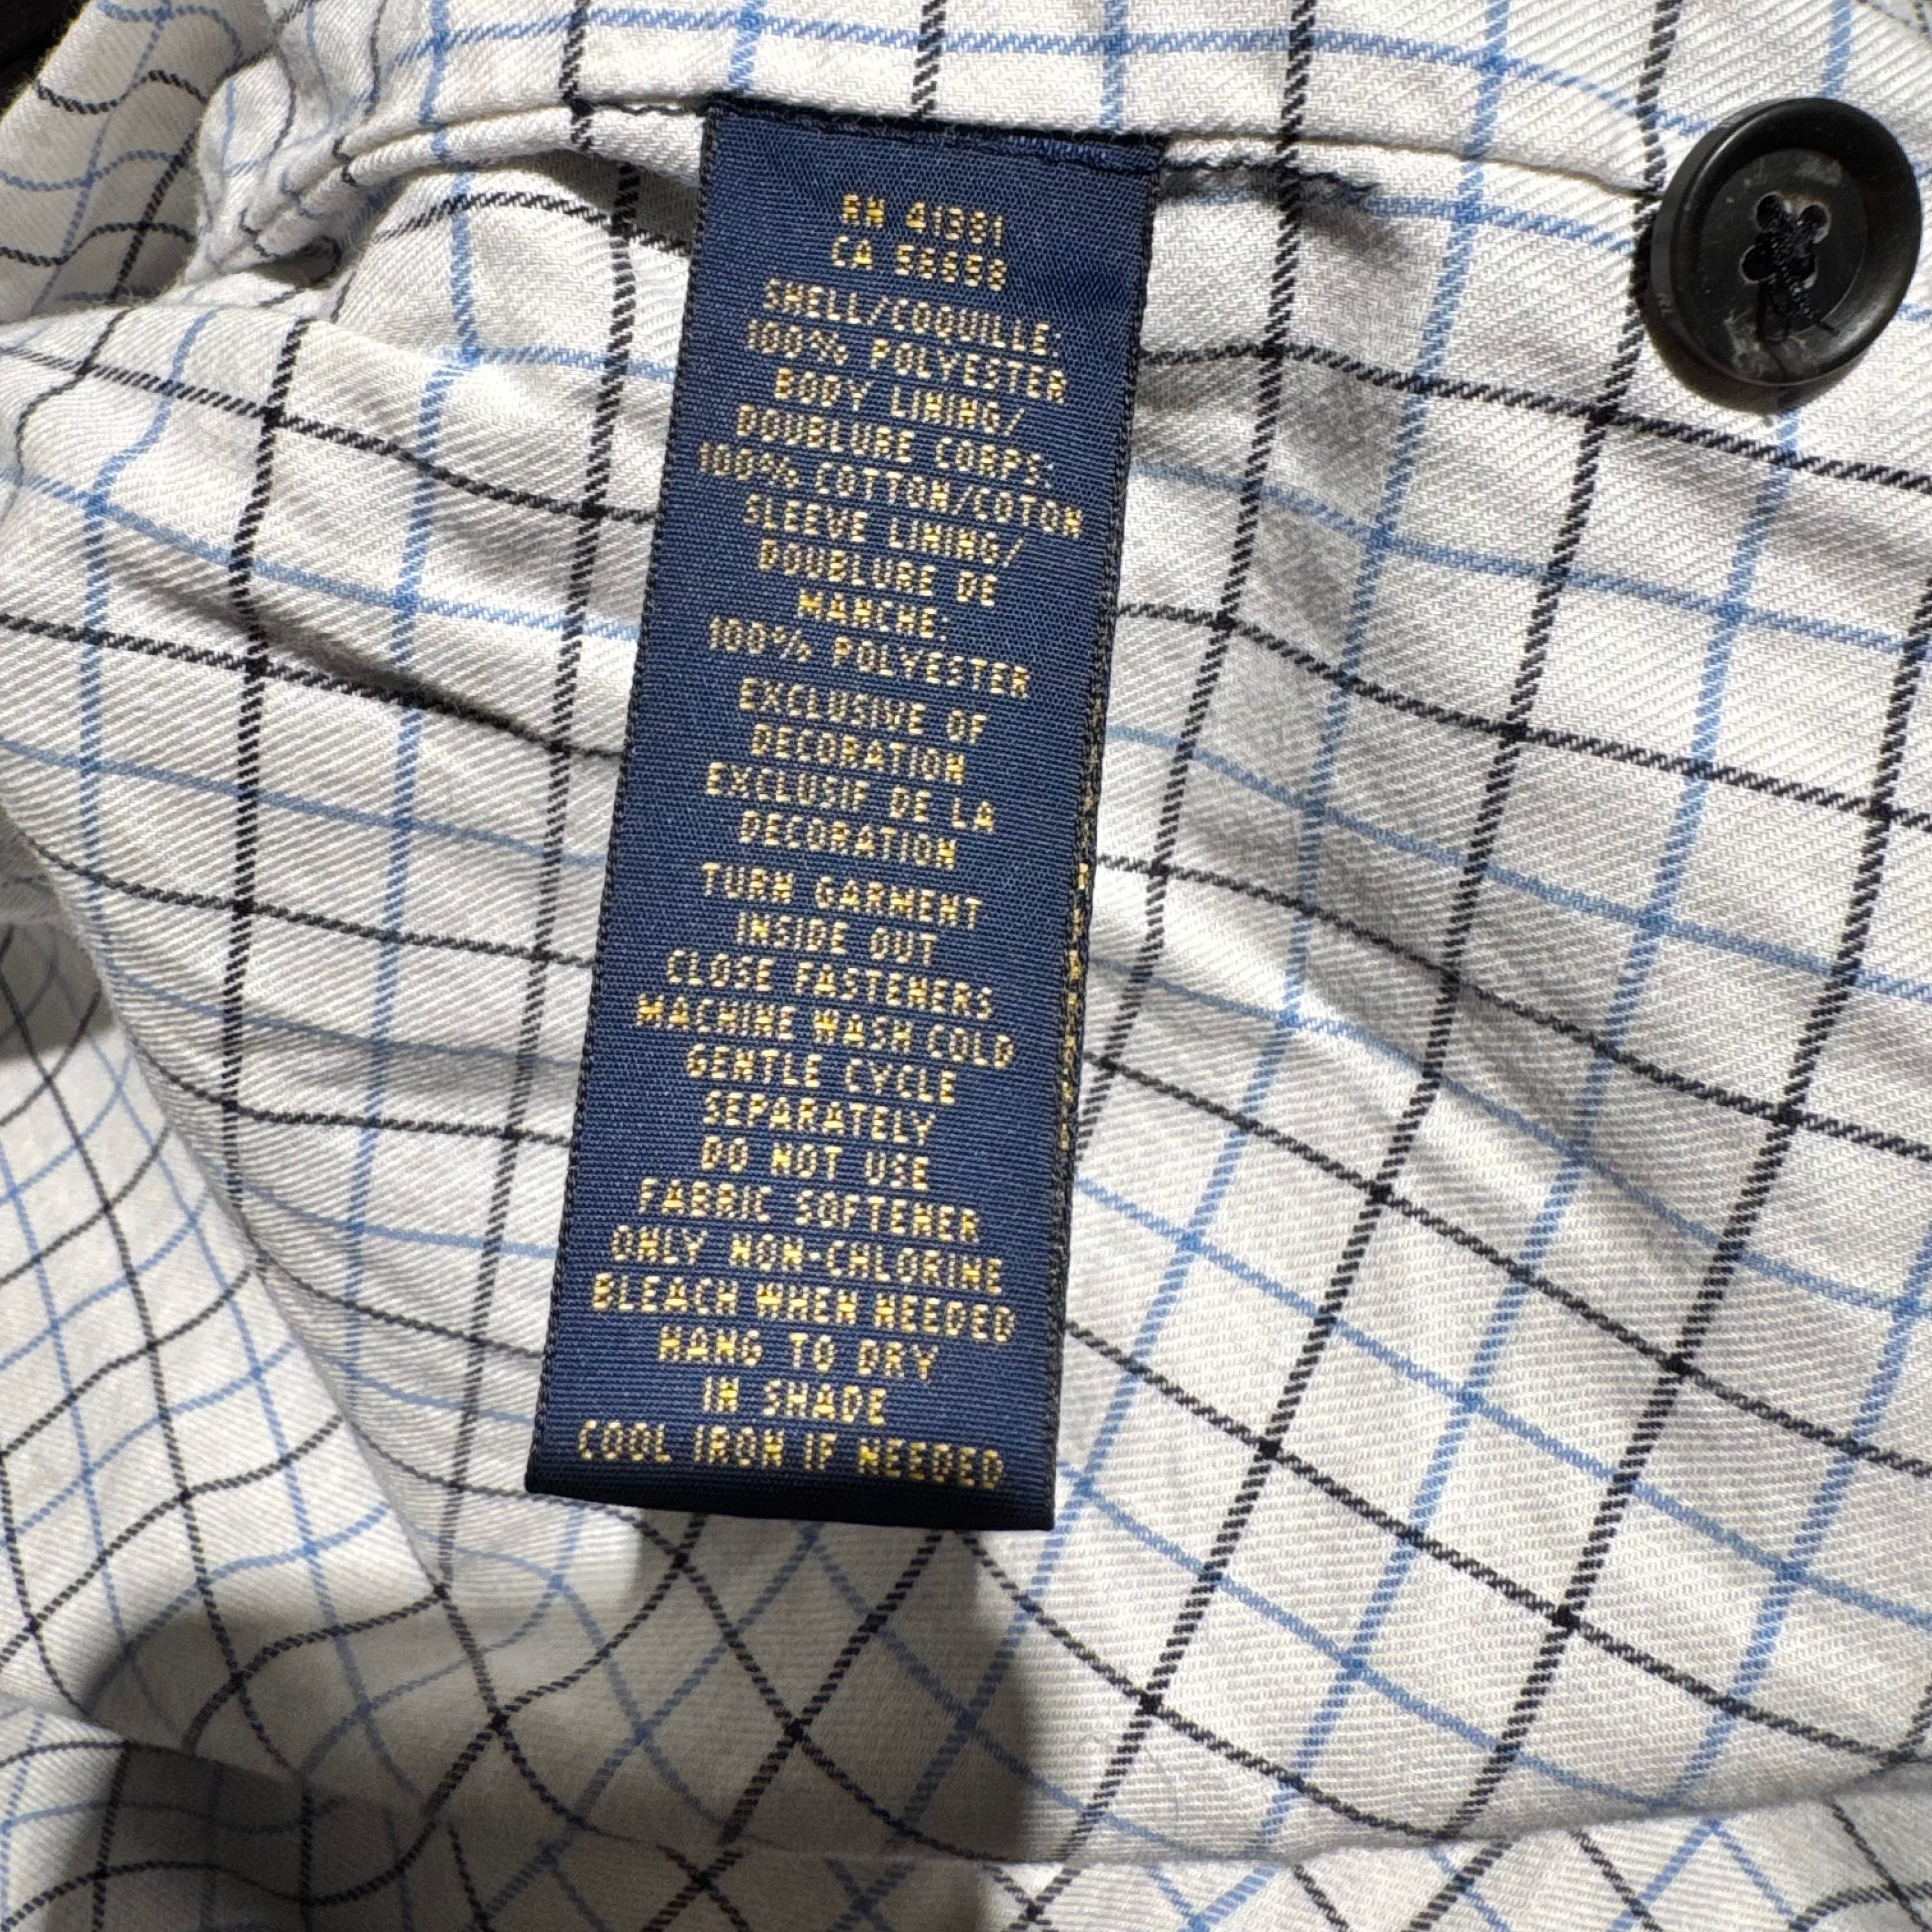 RN 41381
CA 56658
SHELL/COQUILLE:
100% POLYESTER
BODY LINING/
DOUBLURE CORPS:
100% COTTON/COTON
SLEEVE LINING/
DOUBLURE DE
MANCHE:
100% POLYESTER
EXCLUSIVE OF
DECORATION
EXCLUSIF DE LA
DECORATION
TURN GARMENT
INSIDE OUT
CLOSE FASTENERS
MACHINE WASH COLD
GENTLE CYCLE
SEPARATELY
DO NOT USE
FABRIC SOFTENER
ONLY NON-CHLORINE
BLEACH WHEN NEEDED
HANG TO DRY
IN SHADE
COOL IRON IF NEEDED